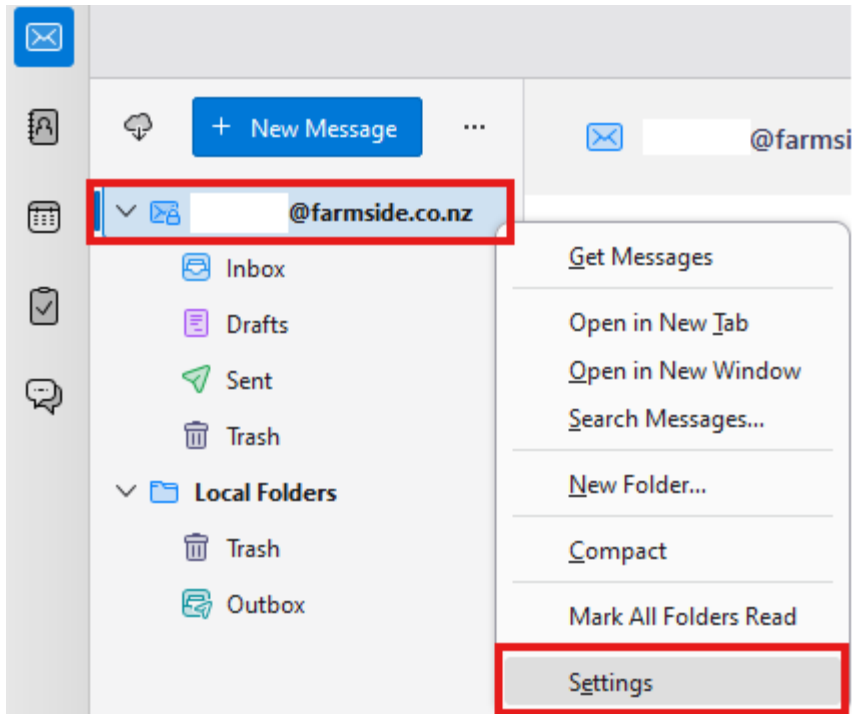 + New Message ...
@farmsi
@farmside.co.nz
Inbox
Drafts
Sent
Trash
Local Folders
Trash
Outbox
Get Messages
Open in New Tab
Open in New Window
Search Messages...
New Folder...
Compact
Mark All Folders Read
Settings